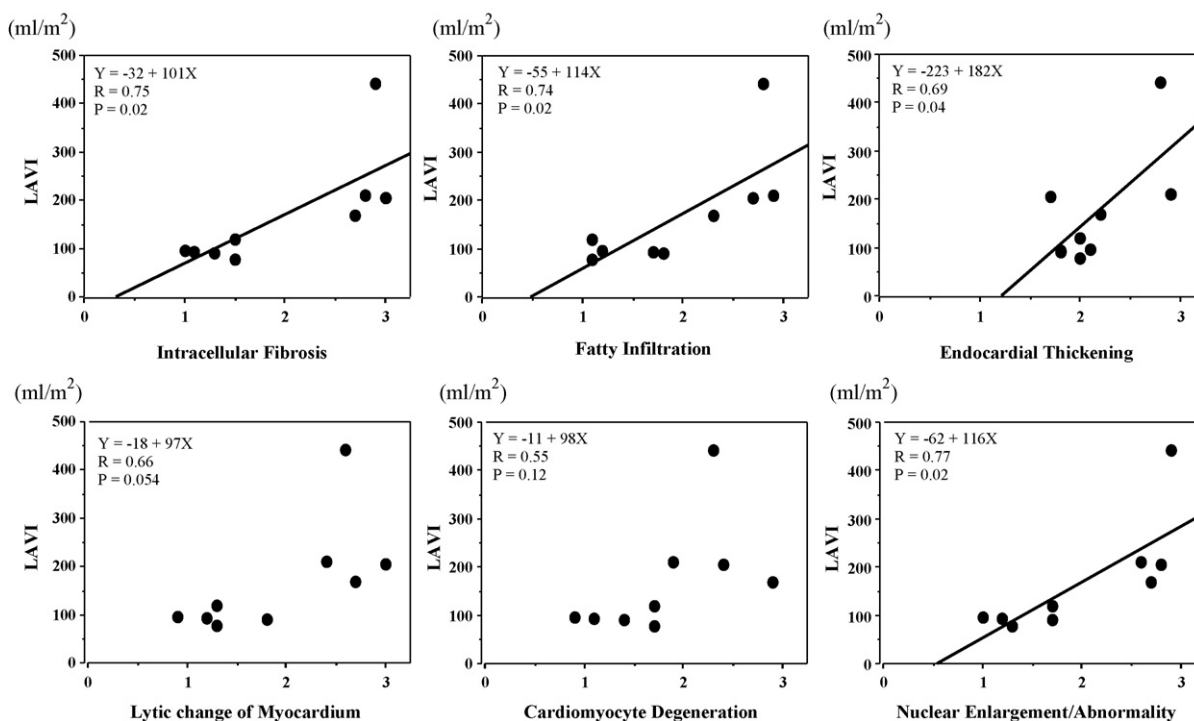 (ml/m²)
LAVI
500
400
300
200
100
0
Y = -32 + 101X
R = 0.75
P = 0.02
0 1 2 3
Intracellular Fibrosis
(ml/m²)
LAVI
500
400
300
200
100
0
Y = -55 + 114X
R = 0.74
P = 0.02
0 1 2 3
Fatty Infiltration
(ml/m²)
LAVI
500
400
300
200
100
0
Y = -223 + 182X
R = 0.69
P = 0.04
0 1 2 3
Endocardial Thickening
(ml/m²)
LAVI
500
400
300
200
100
0
Y = -18 + 97X
R = 0.66
P = 0.054
0 1 2 3
Lytic change of Myocardium
(ml/m²)
LAVI
500
400
300
200
100
0
Y = -11 + 98X
R = 0.55
P = 0.12
0 1 2 3
Cardiomyocyte Degeneration
(ml/m²)
LAVI
500
400
300
200
100
0
Y = -62 + 116X
R = 0.77
P = 0.02
0 1 2 3
Nuclear Enlargement/Abnormality